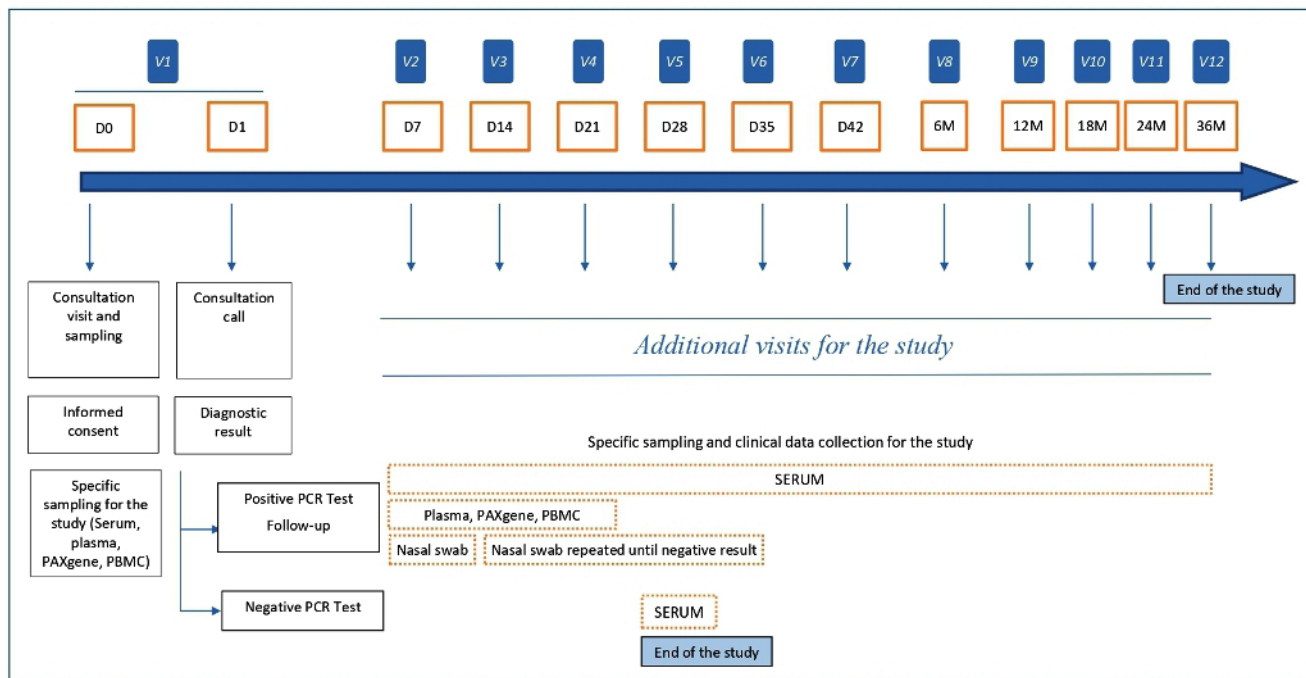 V1 V2 V3 V4 V5 V6 V7 V8 V9 V10 V11 V12
D0 D1 D7 D14 D21 D28 D35 D42 6M 12M 18M 24M 36M
Consultation
visit and
sampling
Consultation
call
End of the study
Additional visits for the study
Informed
consent
Diagnostic
result
Specific sampling and clinical data collection for the study
Specific
sampling for
the study (Serum,
plasma,
PAXgene, PBMC)
Positive PCR Test
Follow-up
SERUM
Plasma, PAXgene, PBMC
Nasal swab
Nasal swab repeated until negative result
Negative PCR Test
SERUM
End of the study